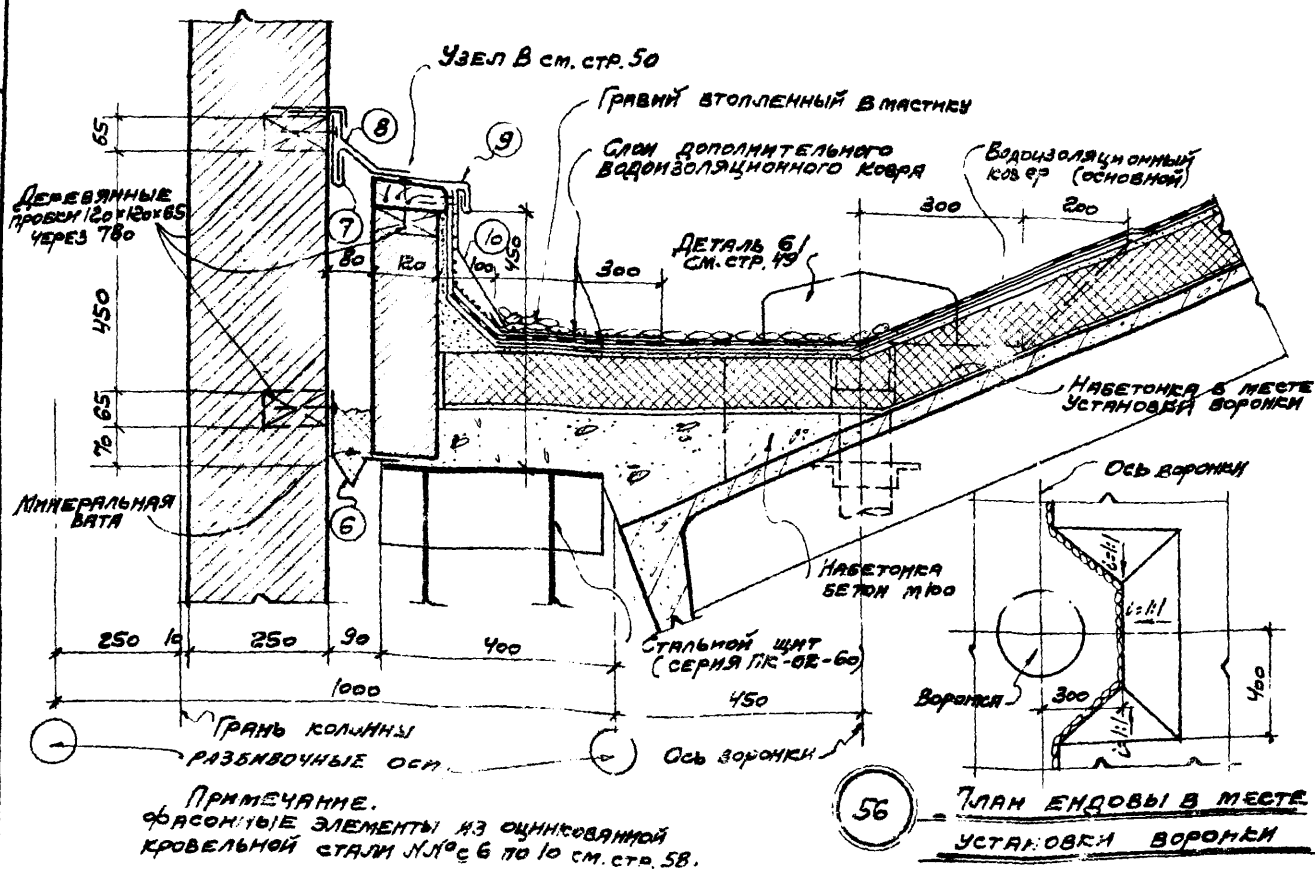 Узел В см. стр. 50
Гравий втопленный в мастику
Слои дополнительного
водоизоляционного ковра
Водоизоляционный
ковер (основной)
8
9
65
Деревянные
пробки 120×120×65
через 780
7
10
300
200
Деталь 6/
см. стр. 49
80
120
100
450
300
450
65
70
Набетонка в месте
установки воронки
Минеральная
вата
6
Ось воронки
Набетонка
бетон М100
Стальной щит
(серия ПК-02-60)
i=1:1
i=1:1
i=1:1
Воронка
300
400
250
10
250
90
400
1000
450
Грань колонны
Разбивочные оси
Ось воронки
Примечание.
Фасонные элементы из оцинкованной
кровельной стали №№ с 6 по 10 см. стр. 58.
56
План ендовы в месте
установки воронки